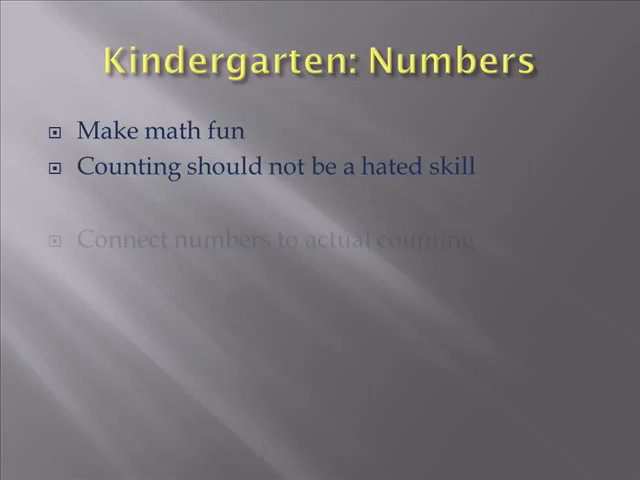 Kindergarten: Numbers
Make math fun
Counting should not be a hated skill
Connect numbers to actual counting